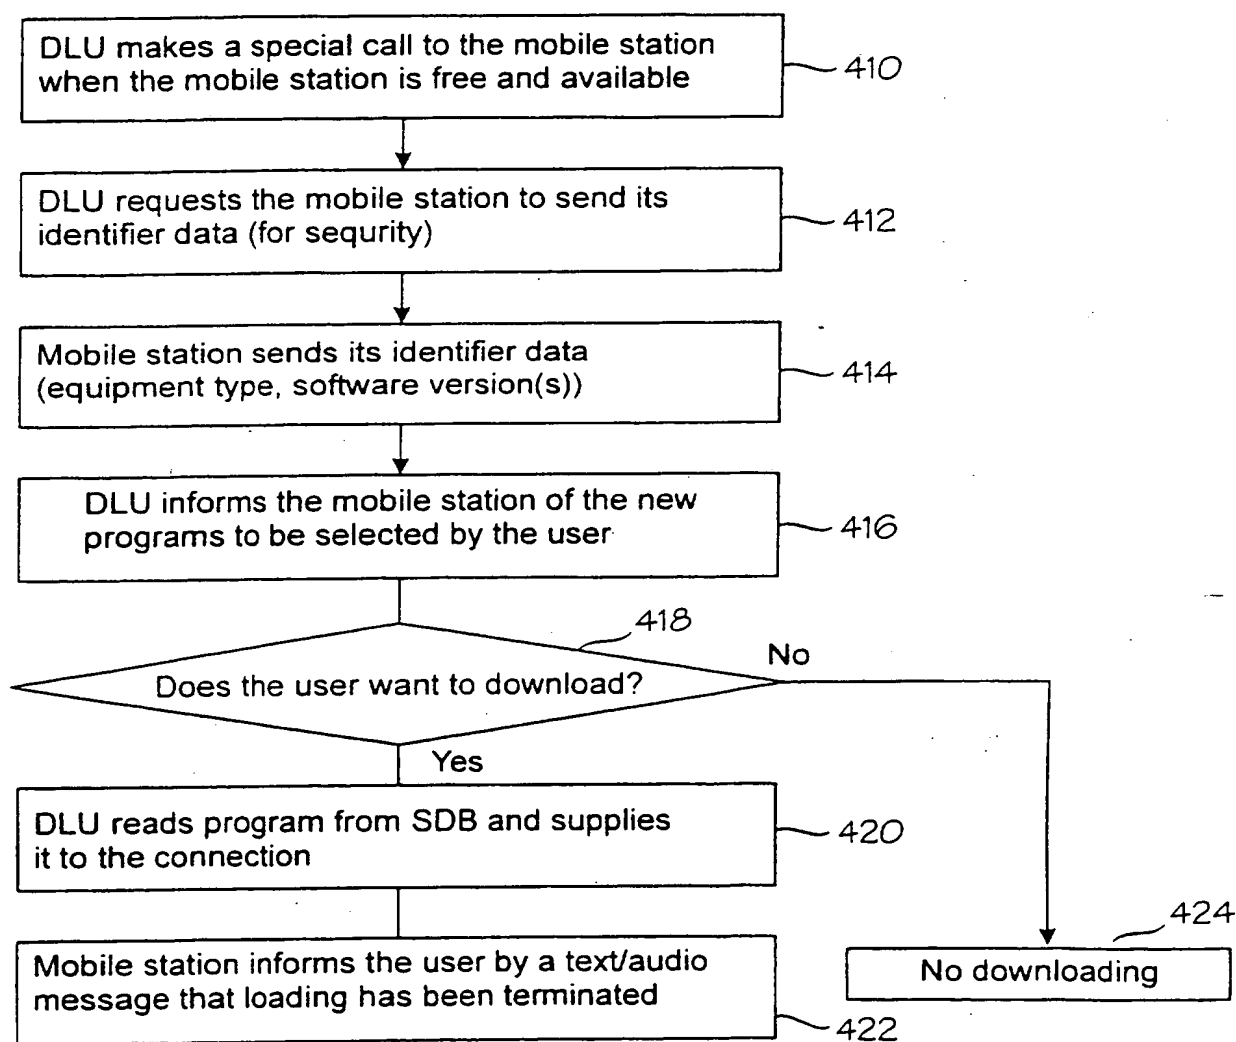 DLU makes a special call to the mobile station
when the mobile station is free and available
410
DLU requests the mobile station to send its
identifier data (for sequrity)
412
Mobile station sends its identifier data
(equipment type, software version(s))
414
DLU informs the mobile station of the new
programs to be selected by the user
416
418
Does the user want to download?
No
Yes
DLU reads program from SDB and supplies
it to the connection
420
Mobile station informs the user by a text/audio
message that loading has been terminated
422
424
No downloading